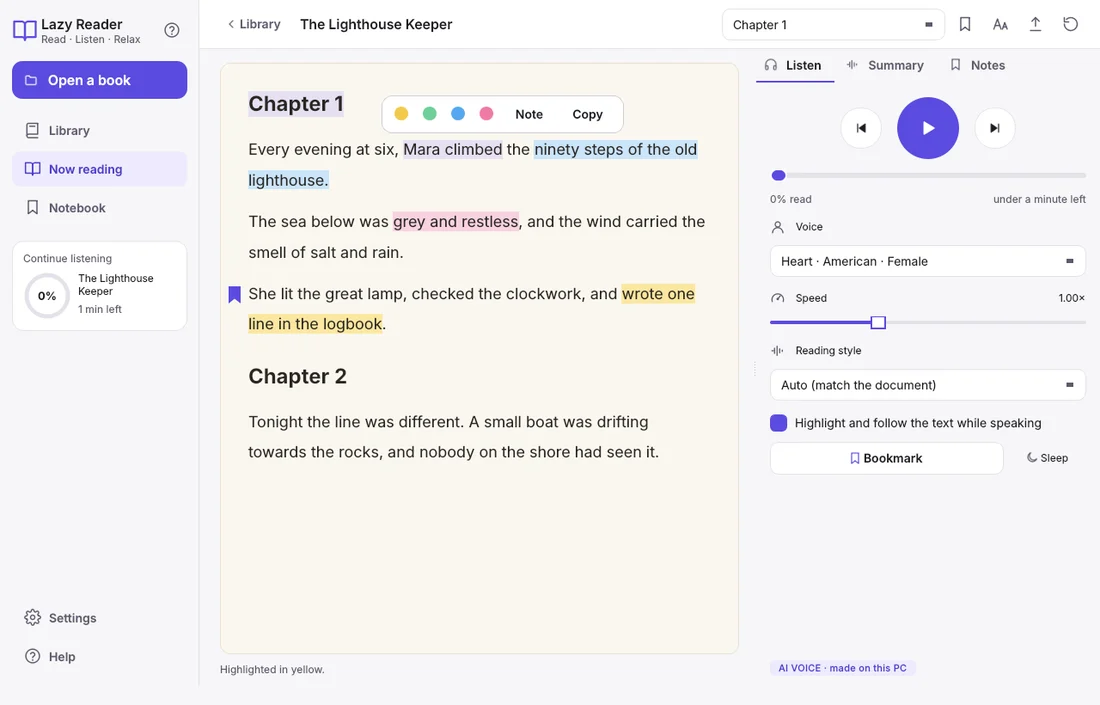 Lazy Reader
Read · Listen · Relax
Open a book
Library
Now reading
Notebook
Continue listening
0%
The Lighthouse
Keeper
1 min left
Settings
Help
Library
The Lighthouse Keeper
Chapter 1
AA
Chapter 1
Note
Copy
Every evening at six, Mara climbed the ninety steps of the old
lighthouse.
The sea below was grey and restless, and the wind carried the
smell of salt and rain.
She lit the great lamp, checked the clockwork, and wrote one
line in the logbook.
Chapter 2
Tonight the line was different. A small boat was drifting
towards the rocks, and nobody on the shore had seen it.
Highlighted in yellow.
Listen
Summary
Notes
0% read
under a minute left
Voice
Heart · American · Female
Speed
1.00×
Reading style
Auto (match the document)
Highlight and follow the text while speaking
Bookmark
Sleep
AI VOICE · made on this PC